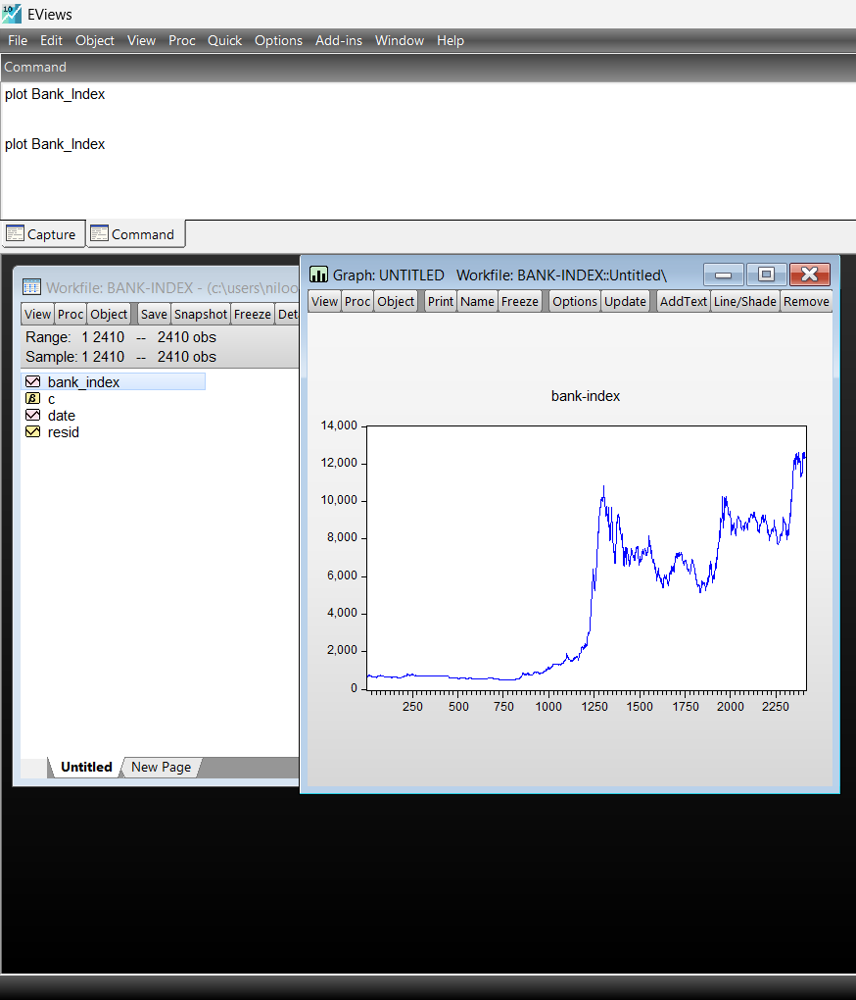 EViews
File Edit Object View Proc Quick Options Add-ins Window Help
Command
plot Bank_Index
plot Bank_Index
Capture Command
Workfile: BANK-INDEX - (c:\users\niloo
View Proc Object Save Snapshot Freeze
Range: 1 2410 -- 2410 obs
Sample: 1 2410 -- 2410 obs
bank_index
c
date
resid
Untitled New Page
Graph: UNTITLED Workfile: BANK-INDEX::Untitled\
View Proc Object Print Name Freeze Options Update AddText Line/Shade Remove
bank-index
14,000
12,000
10,000
8,000
6,000
4,000
2,000
0
250 500 750 1000 1250 1500 1750 2000 2250